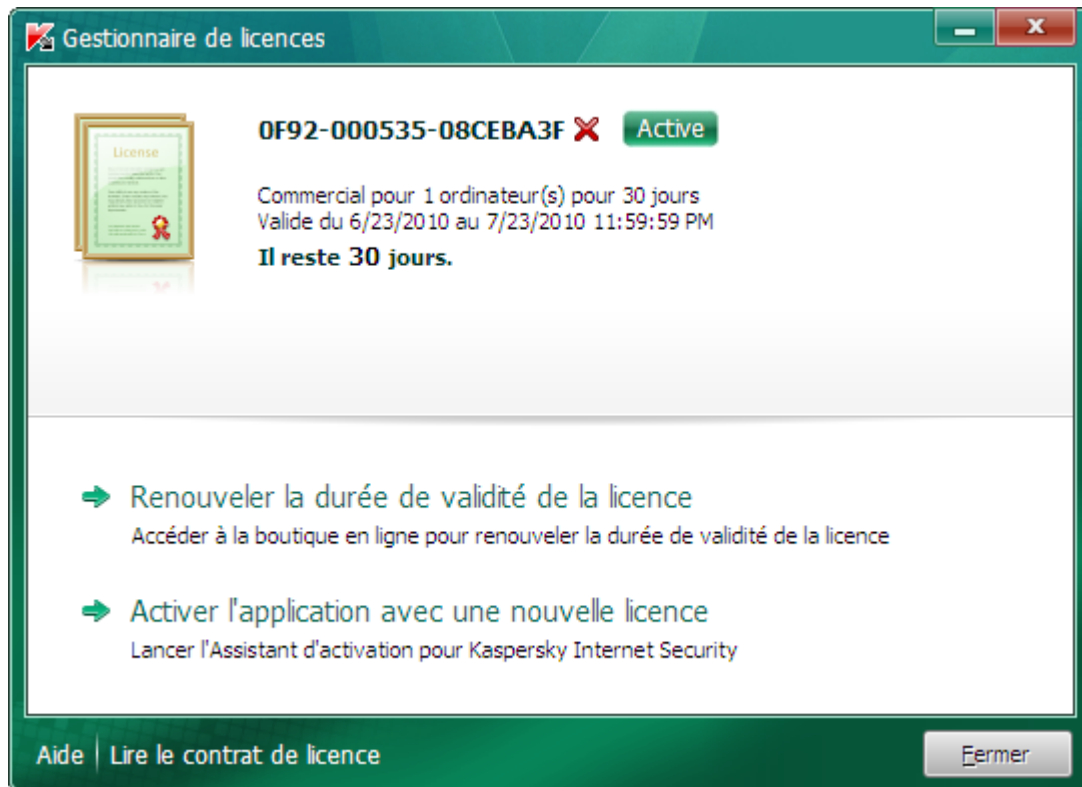 Gestionnaire de licences
License
0F92-000535-08CEBA3F Active
Commercial pour 1 ordinateur(s) pour 30 jours
Valide du 6/23/2010 au 7/23/2010 11:59:59 PM
Il reste 30 jours.
Renouveler la durée de validité de la licence
Accéder à la boutique en ligne pour renouveler la durée de validité de la licence
Activer l'application avec une nouvelle licence
Lancer l'Assistant d'activation pour Kaspersky Internet Security
Aide | Lire le contrat de licence
Fermer